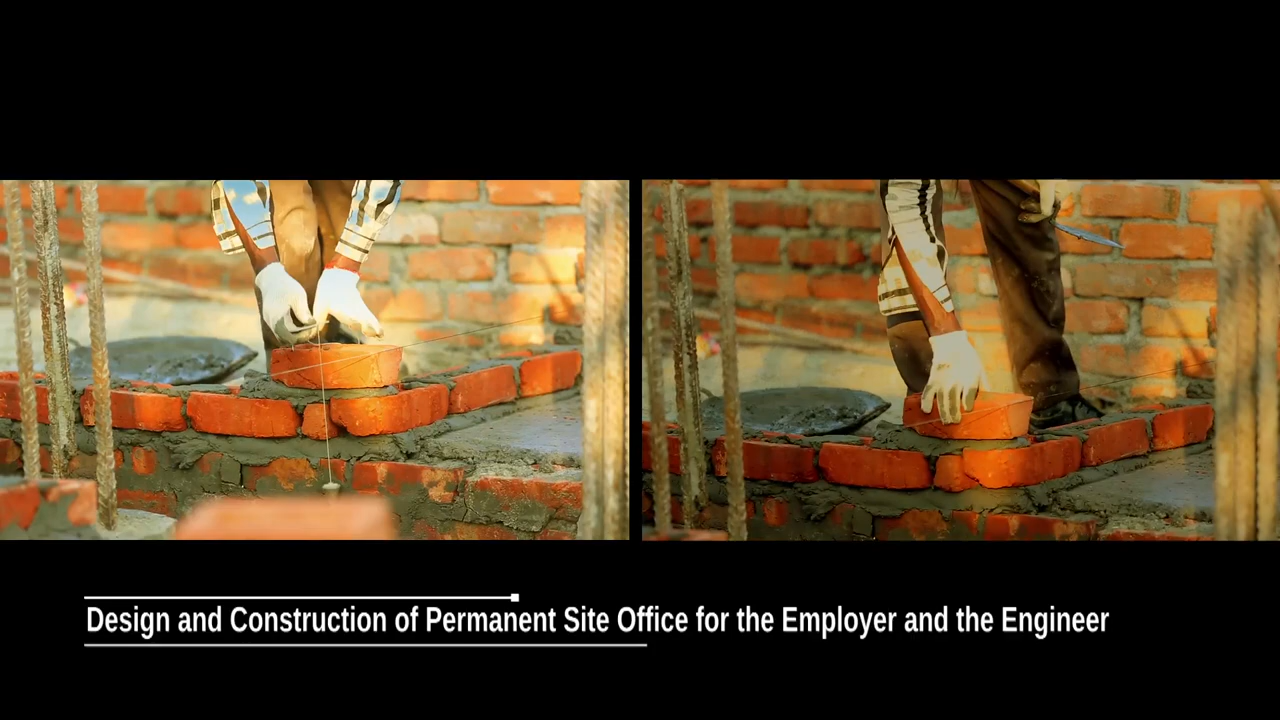 Design and Construction of Permanent Site Office for the Employer and the Engineer